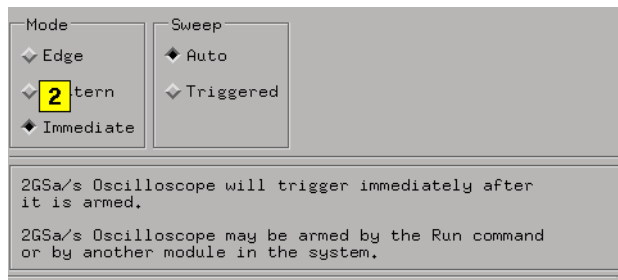 Mode
Edge
2 tern
Immediate
Sweep
Auto
Triggered
2GSa/s Oscilloscope will trigger immediately after
it is armed.
2GSa/s Oscilloscope may be armed by the Run command
or by another module in the system.